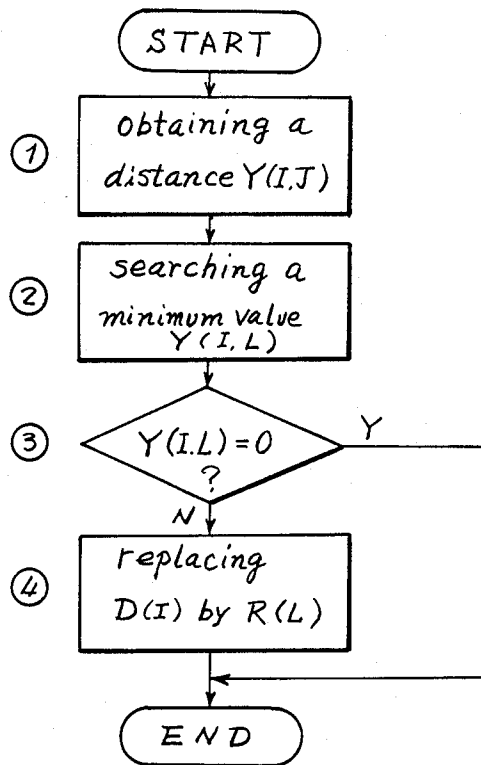 START
①
obtaining a
distance Y(I,J)
②
searching a
minimum value
Y(I,L)
③
Y(I.L)=0
?
Y
N
④
replacing
D(I) by R(L)
END